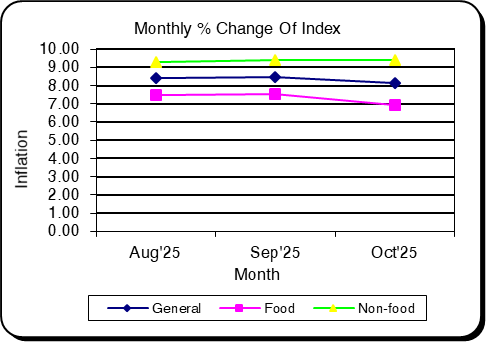 Monthly % Change Of Index
10.00
9.00
8.00
7.00
6.00
5.00
4.00
3.00
2.00
1.00
0.00
Inflation
Aug'25 Sep'25 Oct'25
Month
General Food Non-food